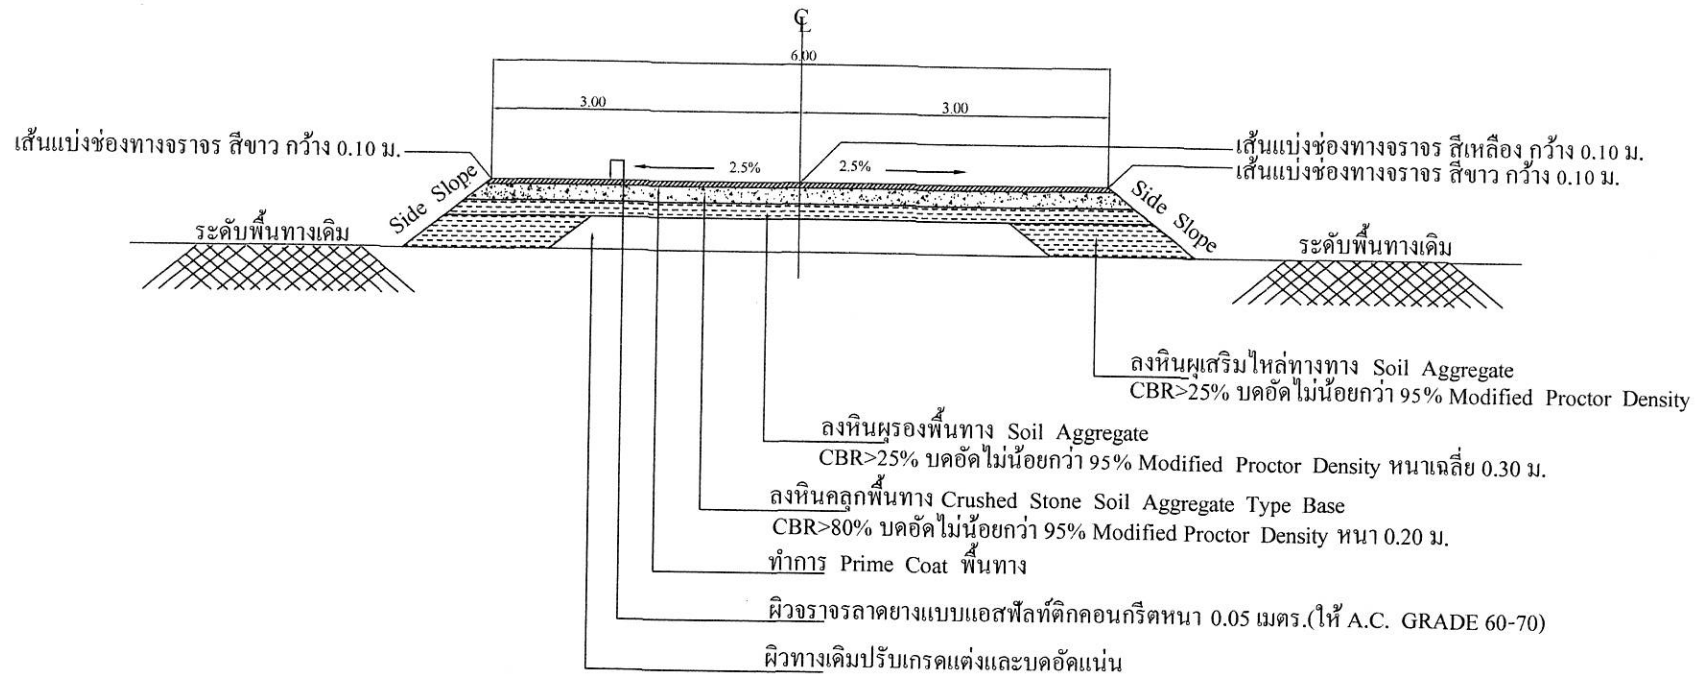 ℄
6.00
3.00
3.00
เส้นแบ่งช่องทางจราจร สีขาว กว้าง 0.10 ม.
เส้นแบ่งช่องทางจราจร สีเหลือง กว้าง 0.10 ม.
เส้นแบ่งช่องทางจราจร สีขาว กว้าง 0.10 ม.
2.5%
2.5%
Side Slope
Side Slope
ระดับพื้นทางเดิม
ระดับพื้นทางเดิม
ลงหินผุเสริมไหล่ทางทาง Soil Aggregate
CBR>25% บดอัดไม่น้อยกว่า 95% Modified Proctor Density
ลงหินผุรองพื้นทาง Soil Aggregate
CBR>25% บดอัดไม่น้อยกว่า 95% Modified Proctor Density หนาเฉลี่ย 0.30 ม.
ลงหินคลุกพื้นทาง Crushed Stone Soil Aggregate Type Base
CBR>80% บดอัดไม่น้อยกว่า 95% Modified Proctor Density หนา 0.20 ม.
ทำการ Prime Coat พื้นทาง
ผิวจราจรลาดยางแบบแอสฟัลท์ติกคอนกรีตหนา 0.05 เมตร.(ให้ A.C. GRADE 60-70)
ผิวทางเดิมปรับเกรดแต่งและบดอัดแน่น